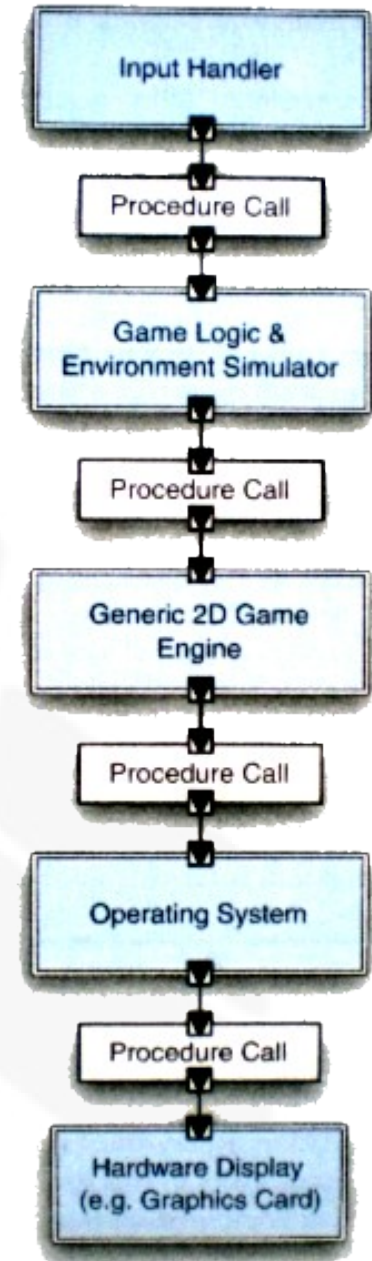 Input Handler
Procedure Call
Game Logic &
Environment Simulator
Procedure Call
Generic 2D Game
Engine
Procedure Call
Operating System
Procedure Call
Hardware Display
(e.g. Graphics Card)